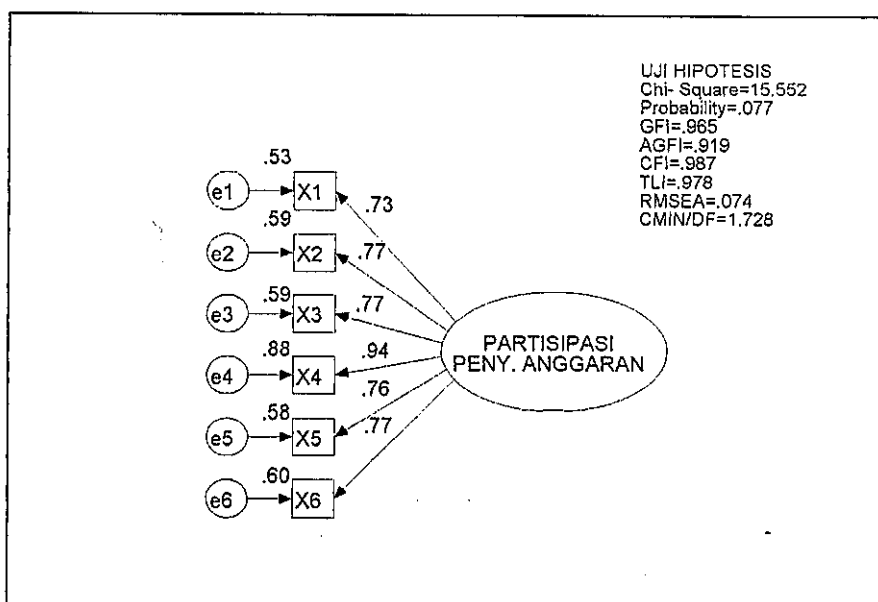 UJI HIPOTESIS
Chi- Square=15,552
Probability=.077
GFI=.965
AGFI=.919
CFI=.987
TLI=.978
RMSEA=.074
CMIN/DF=1,728
.53
e1 X1 .73
.59
e2 X2 .77
.59
e3 X3 .77
.88
e4 X4 .94
.58
e5 X5 .76
.60
e6 X6 .77
PARTISIPASI
PENY. ANGGARAN